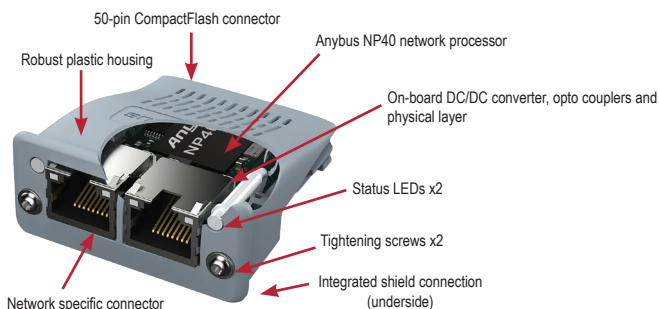 50-pin CompactFlash connector
Anybus NP40 network processor
Robust plastic housing
On-board DC/DC converter, opto couplers and
physical layer
NP40
Status LEDs x2
Tightening screws x2
Integrated shield connection
(underside)
Network specific connector